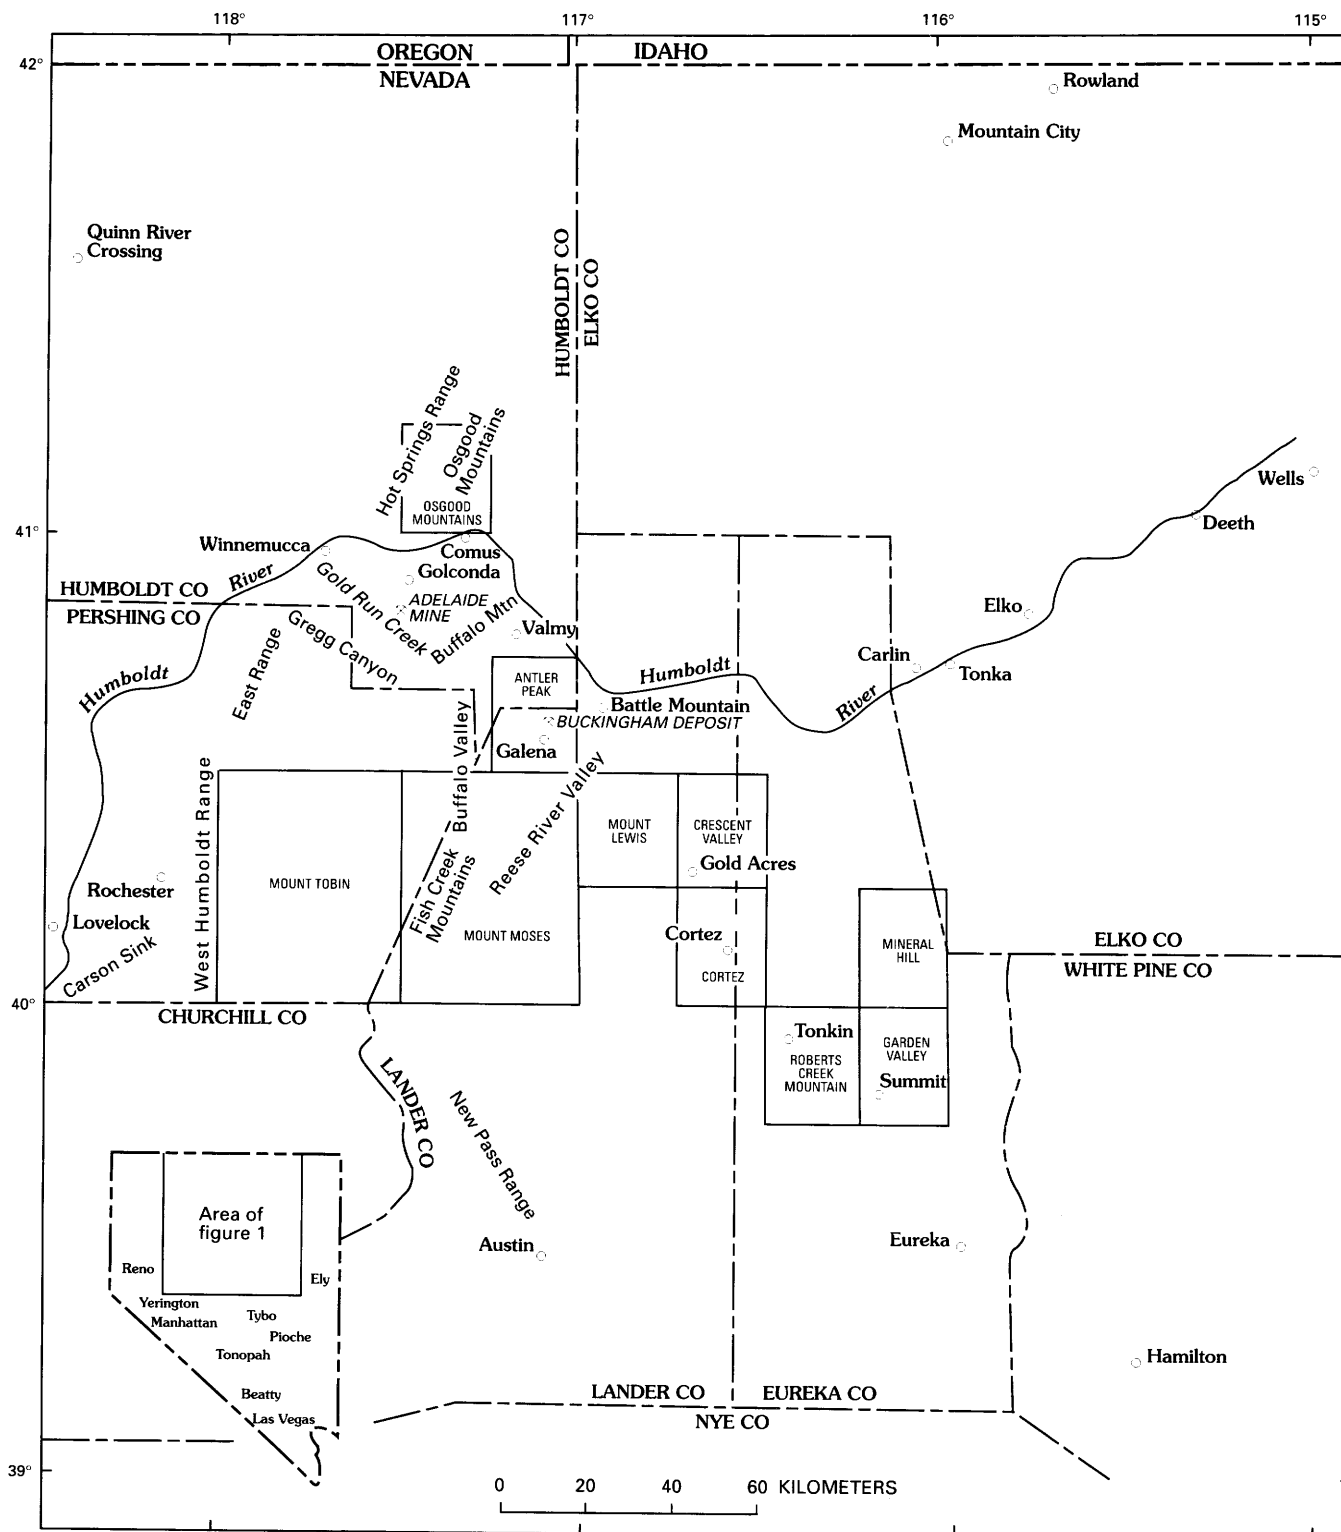 118°
117°
116°
115°
42°
OREGON
IDAHO
NEVADA
Rowland
Mountain City
Quinn River
Crossing
HUMBOLDT CO
ELKO CO
Hot Springs Range
Osgood
Mountains
OSGOOD
MOUNTAINS
Wells
Deeth
41°
Winnemucca
Comus
Golconda
River
Gold Run Creek
ADELAIDE
MINE
HUMBOLDT CO
PERSHING CO
Buffalo Mtn
Valmy
Elko
Gregg Canyon
East Range
Humboldt
Humboldt
River
Carlin
Tonka
ANTLER
PEAK
Battle Mountain
BUCKINGHAM DEPOSIT
Galena
Buffalo Valley
Reese River Valley
West Humboldt Range
MOUNT
LEWIS
CRESCENT
VALLEY
Gold Acres
Rochester
MOUNT TOBIN
Fish Creek
Mountains
Lovelock
Carson Sink
MOUNT MOSES
Cortez
CORTEZ
MINERAL
HILL
ELKO CO
WHITE PINE CO
40°
CHURCHILL CO
LANDER CO
Tonkin
ROBERTS
CREEK
MOUNTAIN
GARDEN
VALLEY
Summit
New Pass Range
Area of
figure 1
Austin
Eureka
Reno
Ely
Yerington
Manhattan
Tybo
Pioche
Tonopah
Beatty
Las Vegas
Hamilton
LANDER CO
EUREKA CO
NYE CO
39°
0 20 40 60 KILOMETERS